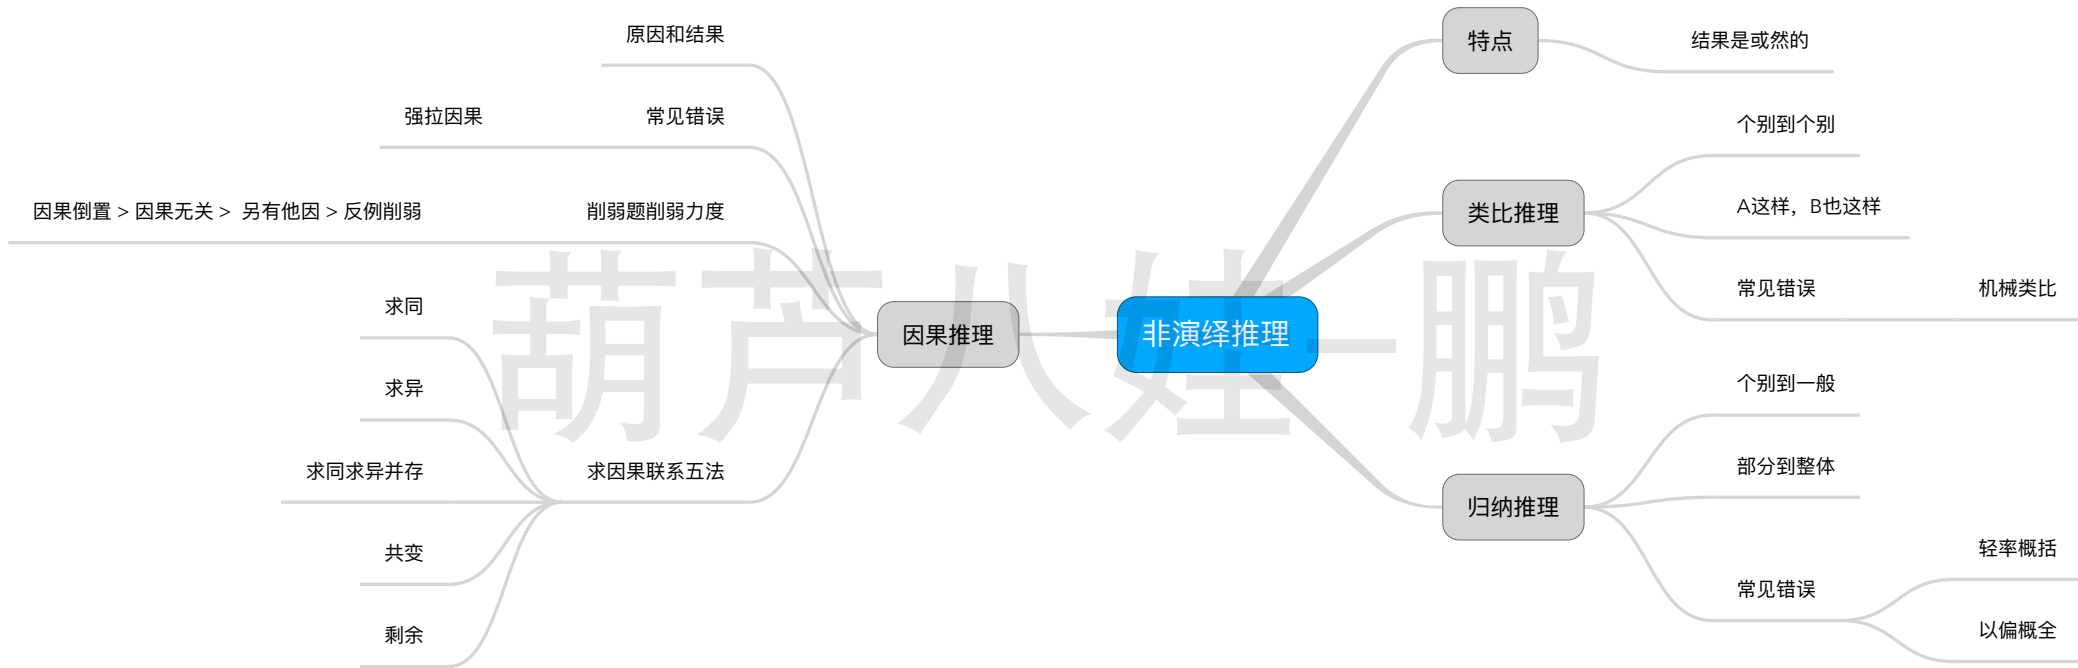 非演绎推理
特点
结果是或然的
类比推理
个别到个别
A这样，B也这样
常见错误
机械类比
归纳推理
个别到一般
部分到整体
常见错误
轻率概括
以偏概全
因果推理
原因和结果
常见错误
强拉因果
削弱题削弱力度
因果倒置 > 因果无关 > 另有他因 > 反例削弱
求因果联系五法
求同
求异
求同求异并存
共变
剩余
葫芦八娃-鹏